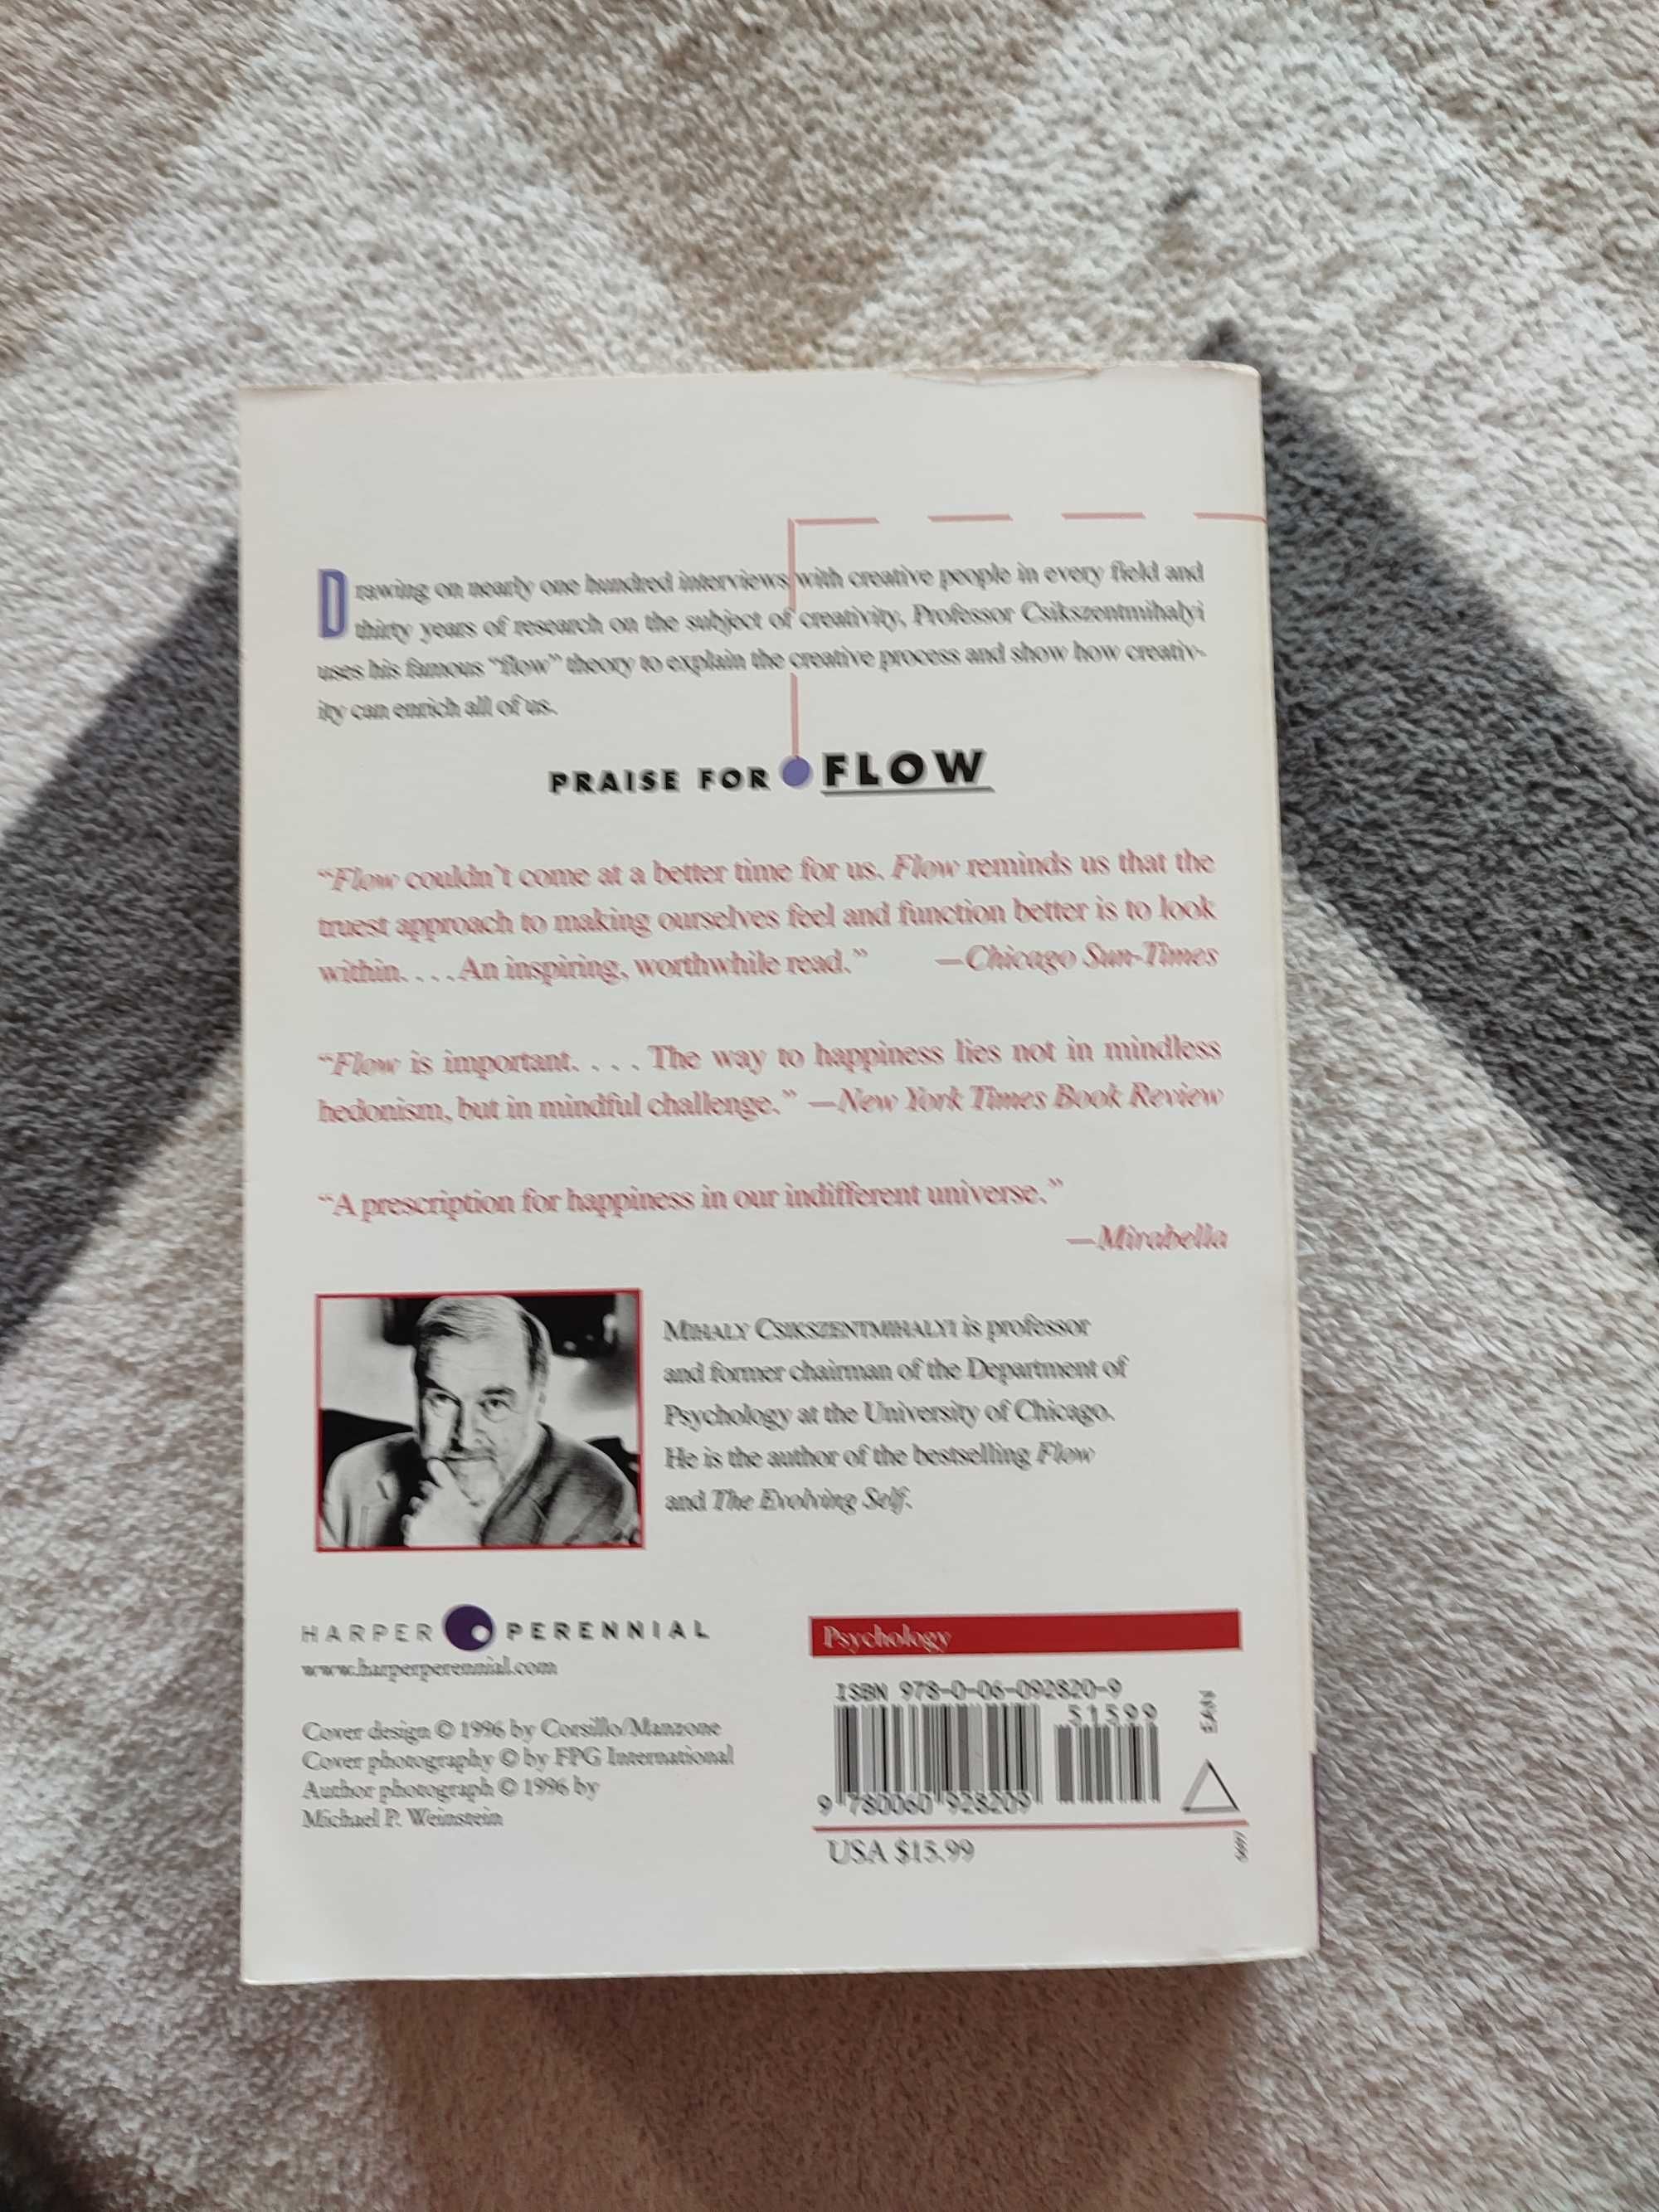 Drawing on nearly one hundred interviews with creative people in every field and
thirty years of research on the subject of creativity, Professor Csikszentmihalyi
uses his famous “flow” theory to explain the creative process and show how creativ-
ity can enrich all of us.
PRAISE FOR FLOW
“Flow couldn’t come at a better time for us. Flow reminds us that the
truest approach to making ourselves feel and function better is to look
within. . . . An inspiring, worthwhile read.” —Chicago Sun-Times
“Flow is important. . . . The way to happiness lies not in mindless
hedonism, but in mindful challenge.” —New York Times Book Review
“A prescription for happiness in our indifferent universe.”
—Mirabella
MIHALY CSIKSZENTMIHALYI is professor
and former chairman of the Department of
Psychology at the University of Chicago.
He is the author of the bestselling Flow
and The Evolving Self.
HARPER PERENNIAL
www.harperperennial.com
Cover design © 1996 by Corsillo/Manzone
Cover photography © by FPG International
Author photograph © 1996 by
Michael P. Weinstein
Psychology
ISBN 978-0-06-092820-9
51599
EAN
9 780060 928209
USA $15.99